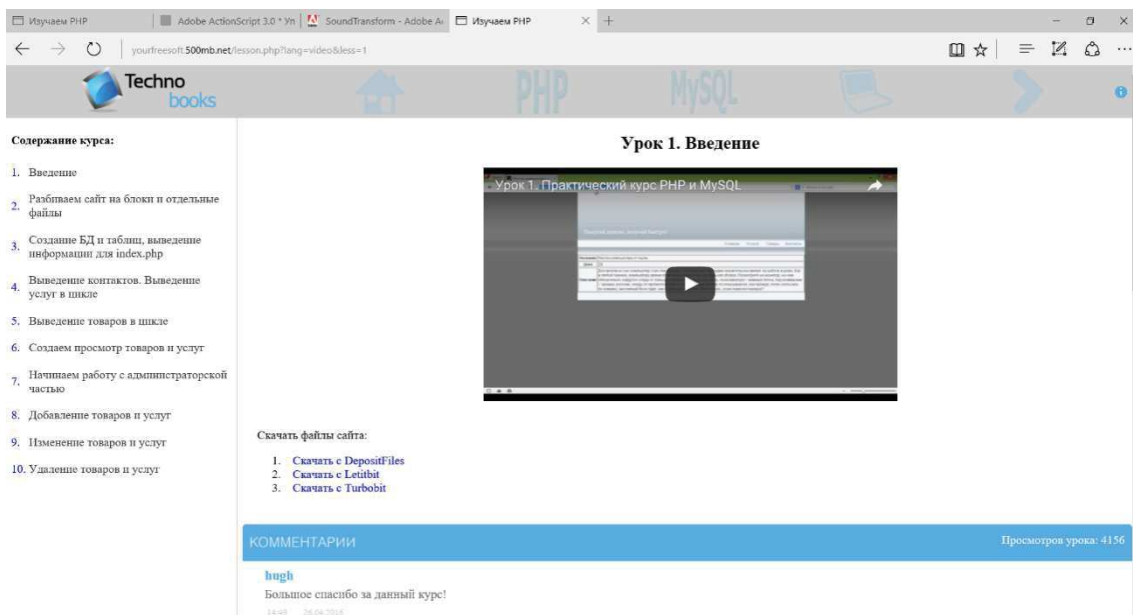 Изучаем PHP
Adobe ActionScript 3.0 * Уп
SoundTransform - Adobe A
Изучаем PHP
yourfreesoft.500mb.net/lesson.php?lang=video&less=1
Techno
books
PHP
MySQL
Содержание курса:
1. Введение
2. Разбиваем сайт на блоки и отдельные
файлы
3. Создание БД и таблиц, выведение
информации для index.php
4. Выведение контактов. Выведение
услуг в цикле
5. Выведение товаров в цикле
6. Создаем просмотр товаров и услуг
7. Начинаем работу с администраторской
частью
8. Добавление товаров и услуг
9. Изменение товаров и услуг
10. Удаление товаров и услуг
Урок 1. Введение
Урок 1. Практический курс PHP и MySQL
Скачать файлы сайта:
1. Скачать с DepositFiles
2. Скачать с Letitbit
3. Скачать с Turbobit
КОММЕНТАРИИ
Просмотров урока: 4156
hugh
Большое спасибо за данный курс!
14:48 26.04.2016